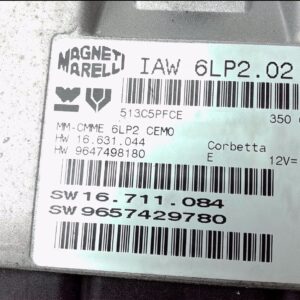 MAGNETI MARELLI
IAW 6LP2.02
513C5PFCE 350
MM-CMME 6LP2 CEMO
HW 16.631.044 Corbetta
HW 9647498180 E 12V=
SW 16.711.084
SW 9657429780